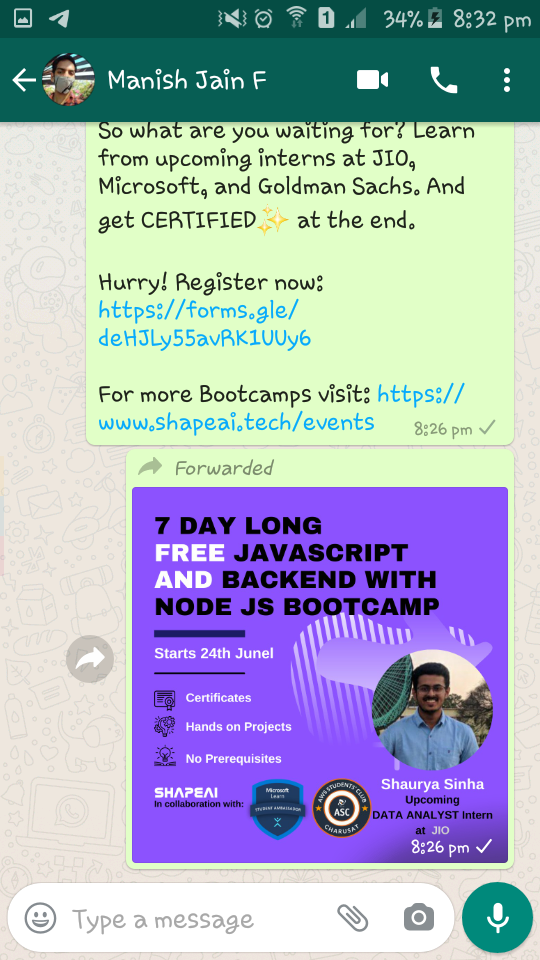 34% 8:32 pm
Manish Jain F
So what are you waiting for? Learn
from upcoming interns at JIO,
Microsoft, and Goldman Sachs. And
get CERTIFIED✨ at the end.
Hurry! Register now:
https://forms.gle/
deHJLy55avRK1UUy6
For more Bootcamps visit: https://
www.shapeai.tech/events
8:26 pm
Forwarded
7 DAY LONG
FREE JAVASCRIPT
AND BACKEND WITH
NODE JS BOOTCAMP
Starts 24th Junel
Certificates
Hands on Projects
No Prerequisites
SHAPEAI
In collaboration with:
Microsoft
Learn
STUDENT AMBASSADOR
AWS STUDENTS CLUB
ASC
CHARUSAT
Shaurya Sinha
Upcoming
DATA ANALYST Intern
at JIO
8:26 pm
Type a message